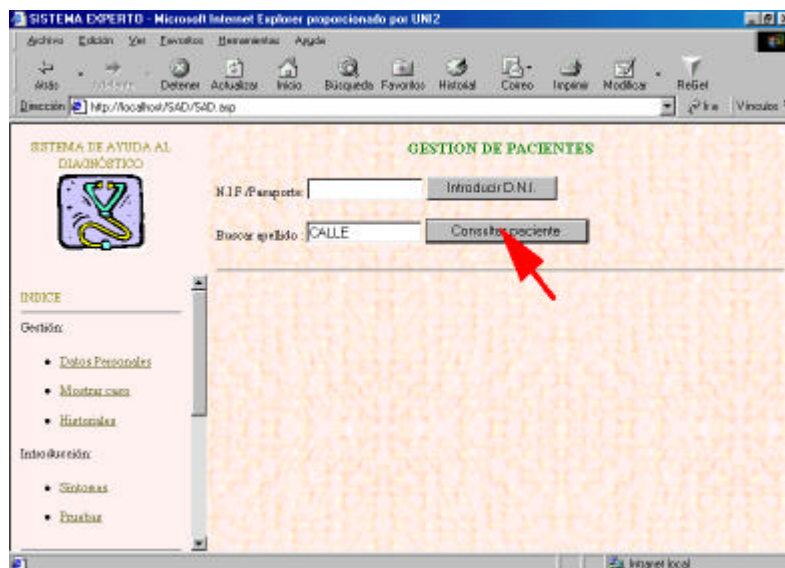 SISTEMA EXPERTO - Microsoft Internet Explorer proporcionado por UNI2
Archivo Edición Ver Favoritos Herramientas Ayuda
Atrás Adelante Detener Actualizar Inicio Búsqueda Favoritos Historial Correo Imprimir Modificar ReGet
Dirección http://localhost/SAD/SAD.asp Ir a Vínculos
SISTEMA DE AYUDA AL
DIAGNÓSTICO
GESTION DE PACIENTES
N.I.F./Pasaporte: Introducir D.N.I.
Buscar apellido : CALLE Consultar paciente
INDICE
Gestión:
Datos Personales
Mostrar caso
Historiales
Introducción:
Síntomas
Pruebas
Intranet local